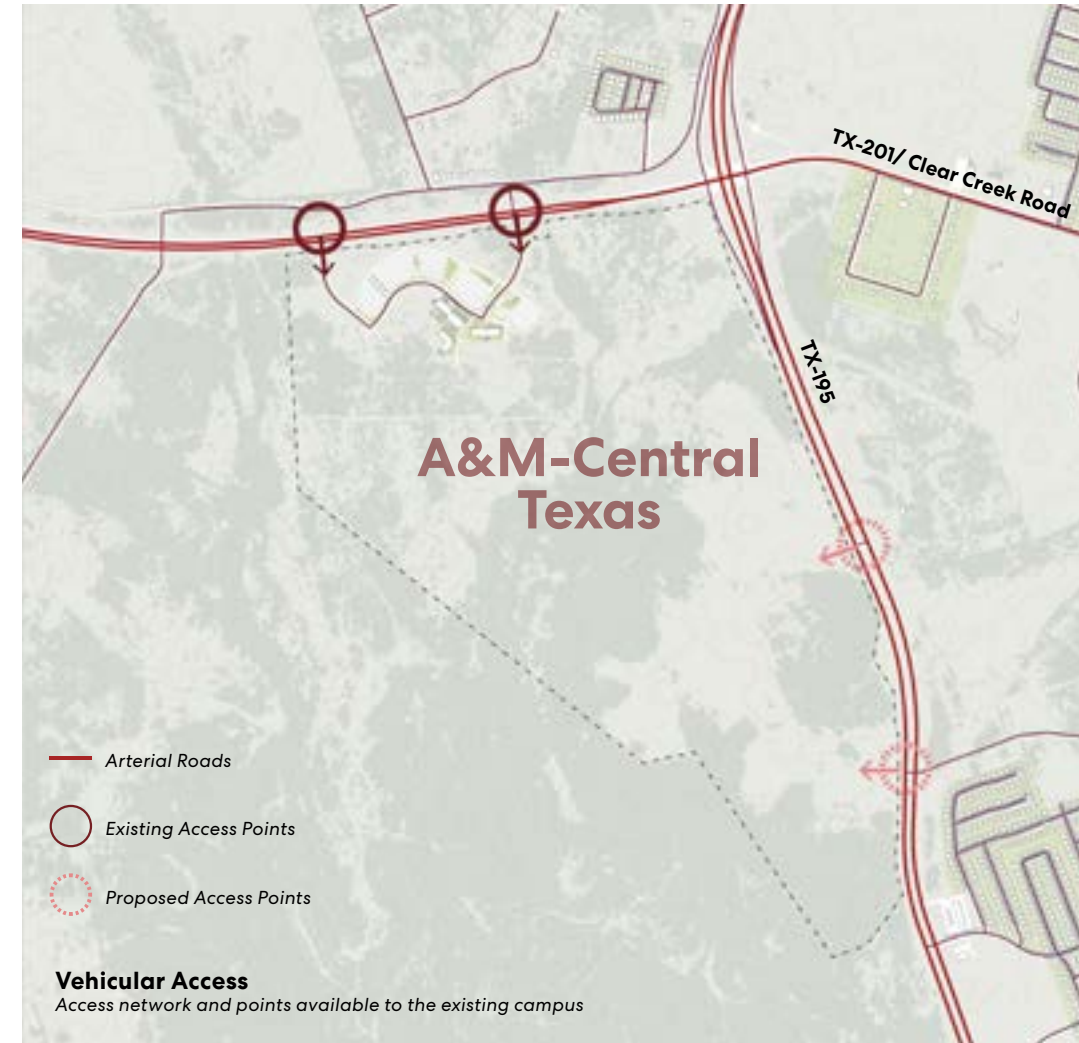 TX-201/ Clear Creek Road
TX-195
A&M-Central
Texas
Arterial Roads
Existing Access Points
Proposed Access Points
Vehicular Access
Access network and points available to the existing campus